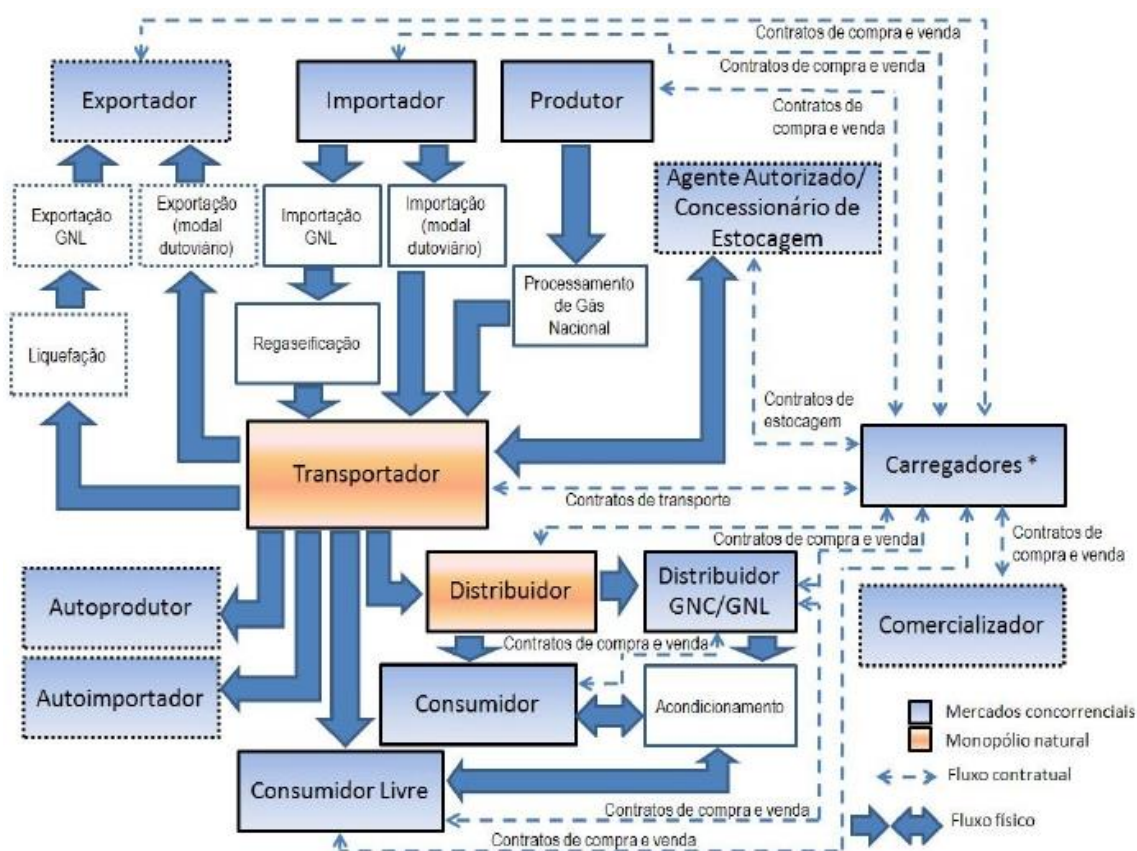 Contratos de compra e venda
Contratos de compra e venda
Exportador
Importador
Produtor
Contratos de
compra e venda
Agente Autorizado/
Concessionário de
Estocagem
Exportação
GNL
Exportação
(modal
dutoviário)
Importação
GNL
Importação
(modal
dutoviário)
Processamento
de Gás
Nacional
Liquefação
Regaseificação
Contratos de
estocagem
Transportador
Carregadores *
Contratos de transporte
Contratos de compra e venda
Contratos de
compra e venda
Autoprodutor
Distribuidor
Distribuidor
GNC/GNL
Comercializador
Contratos de compra e venda
Autoimportador
Consumidor
Acondicionamento
Mercados concorrenciais
Monopólio natural
Fluxo contratual
Consumidor Livre
Contratos de compra e venda
Fluxo físico
Contratos de compra e venda